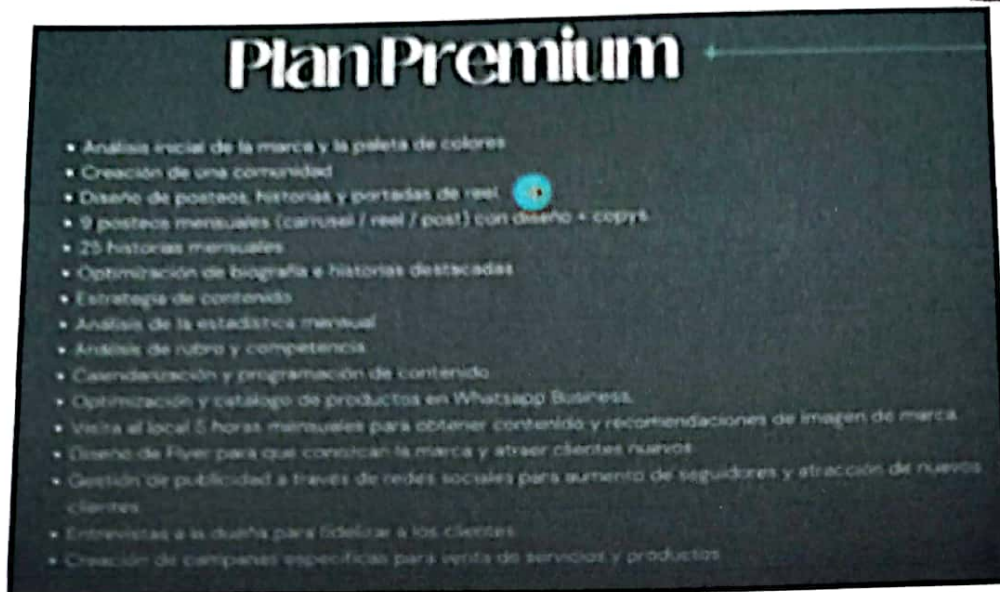 Plan Premium
• Análisis inicial de la marca y la paleta de colores
• Creación de una comunidad
• Diseño de posteos, historias y portadas de reel
• 9 posteos mensuales (carrusel / reel / post) con diseño + copys
• 25 historias mensuales
• Optimización de biografía e historias destacadas
• Estrategia de contenido
• Análisis de la estadística mensual
• Análisis de rubro y competencia
• Calendarización y programación de contenido
• Optimización y catálogo de productos en Whatsapp Business.
• Visita al local 5 horas mensuales para obtener contenido y recomendaciones de imagen de marca
• Diseño de Flyer para que conozcan la marca y atraer clientes nuevos
• Gestión de publicidad a través de redes sociales para aumento de seguidores y atracción de nuevos
clientes
• Entrevistas a la dueña para fidelizar a los clientes
• Creación de campañas específicas para venta de servicios y productos